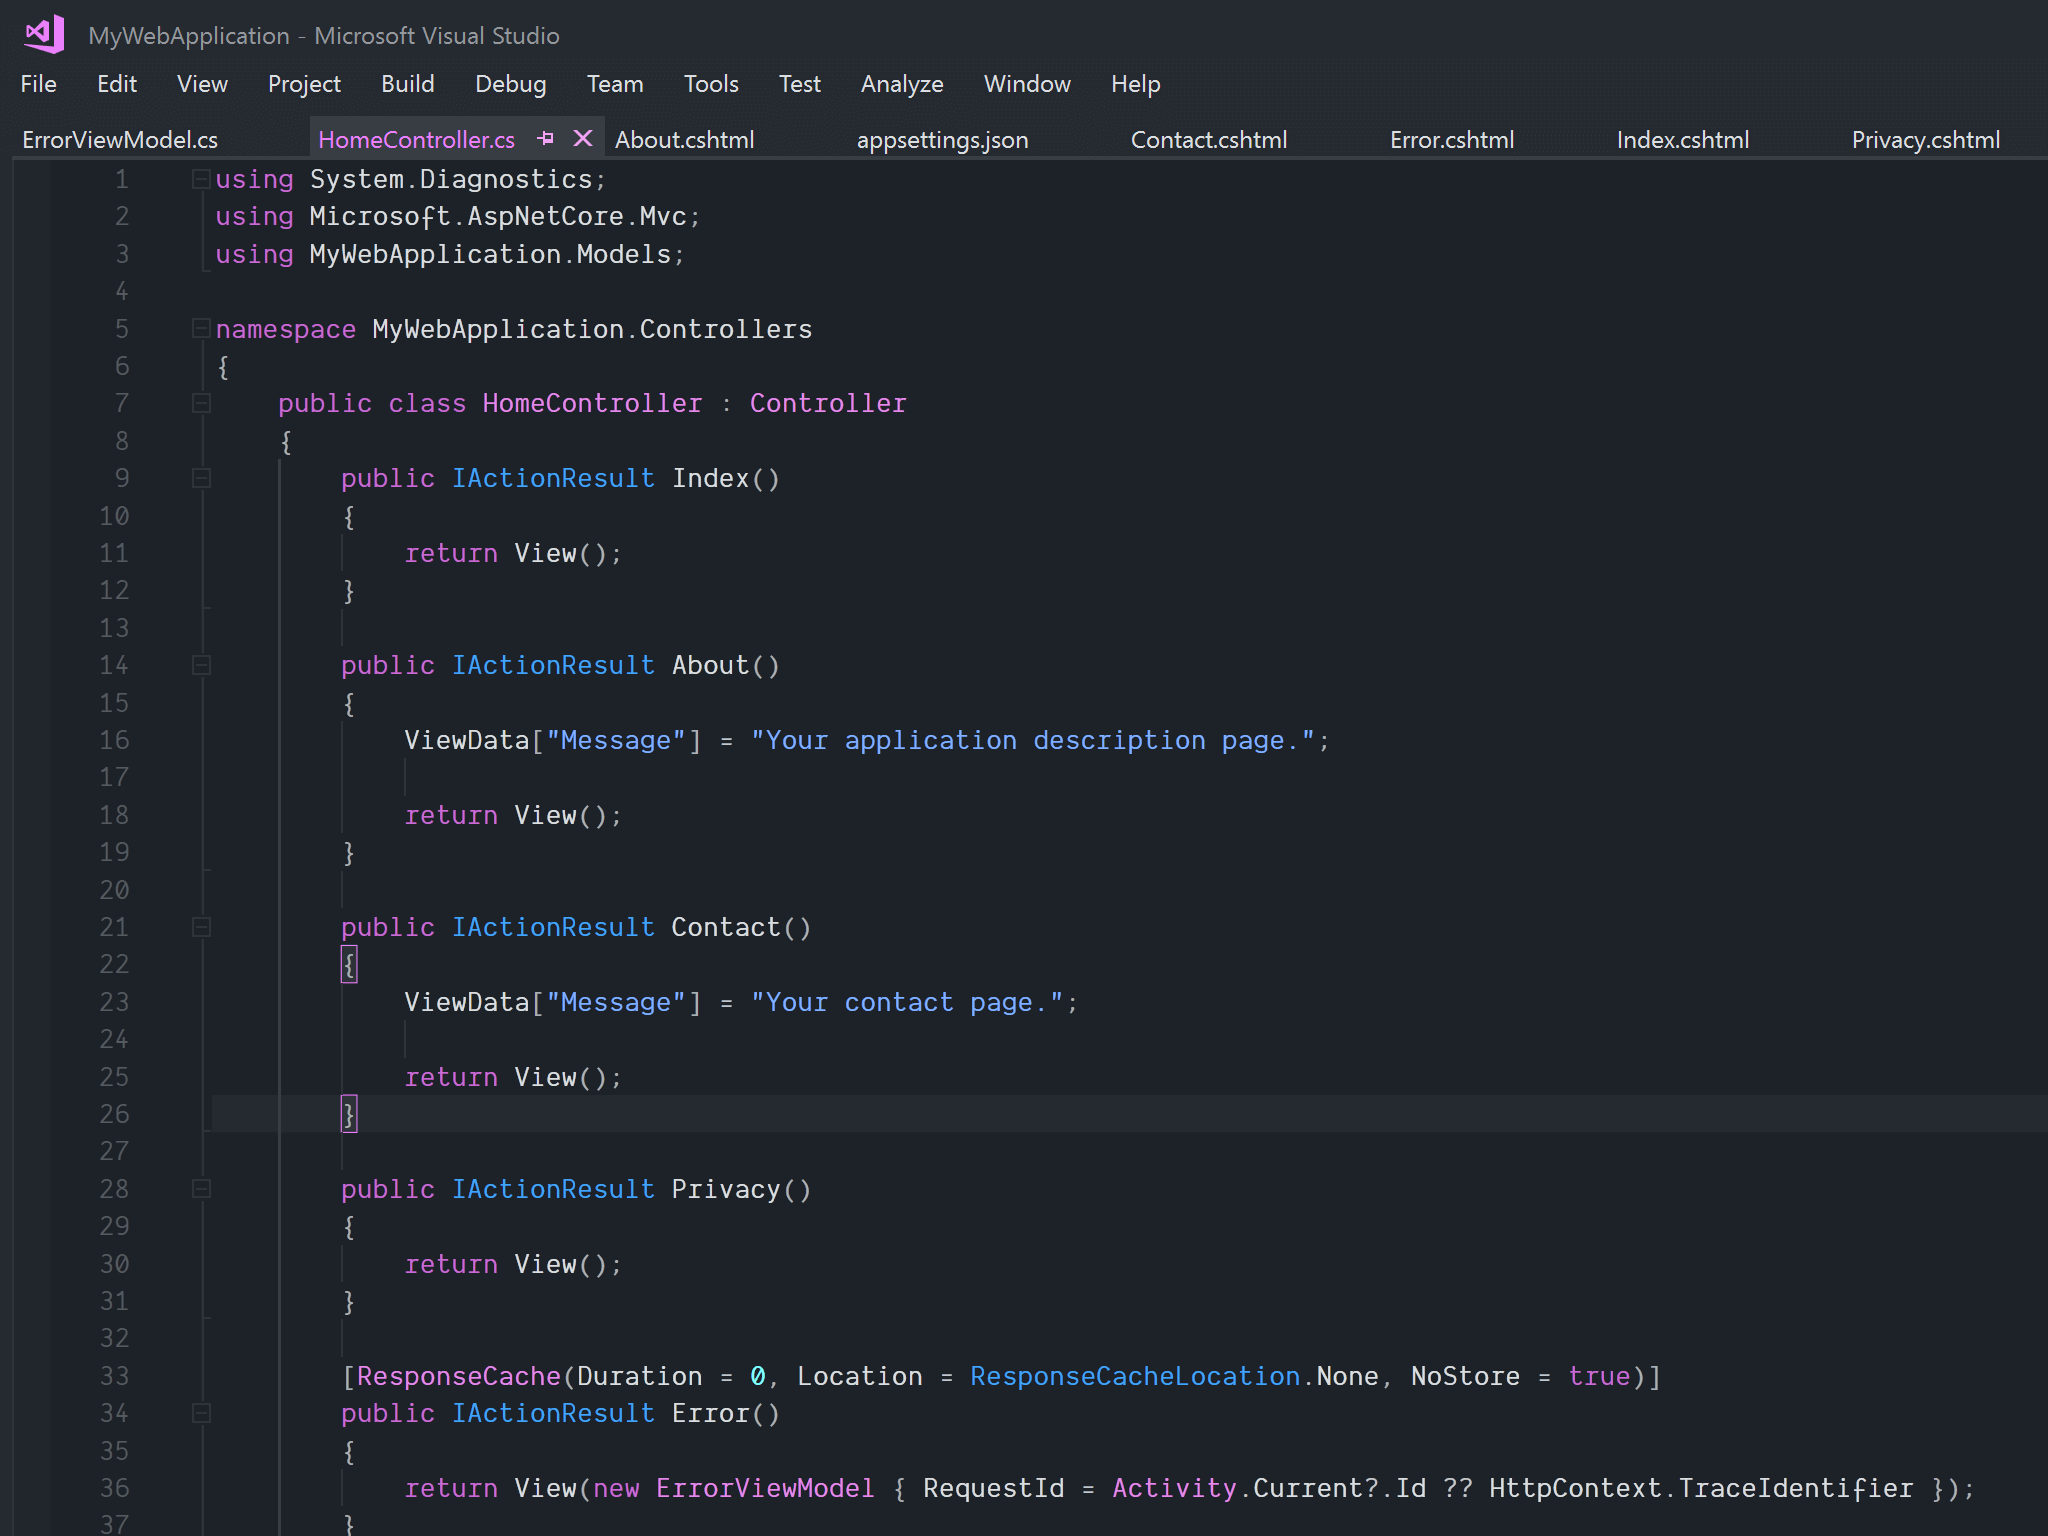 MyWebApplication - Microsoft Visual Studio
File Edit View Project Build Debug Team Tools Test Analyze Window Help
ErrorViewModel.cs HomeController.cs About.cshtml appsettings.json Contact.cshtml Error.cshtml Index.cshtml Privacy.cshtml
1 using System.Diagnostics;
2 using Microsoft.AspNetCore.Mvc;
3 using MyWebApplication.Models;
4
5 namespace MyWebApplication.Controllers
6 {
7 public class HomeController : Controller
8 {
9 public IActionResult Index()
10 {
11 return View();
12 }
13
14 public IActionResult About()
15 {
16 ViewData["Message"] = "Your application description page.";
17
18 return View();
19 }
20
21 public IActionResult Contact()
22 {
23 ViewData["Message"] = "Your contact page.";
24
25 return View();
26 }
27
28 public IActionResult Privacy()
29 {
30 return View();
31 }
32
33 [ResponseCache(Duration = 0, Location = ResponseCacheLocation.None, NoStore = true)]
34 public IActionResult Error()
35 {
36 return View(new ErrorViewModel { RequestId = Activity.Current?.Id ?? HttpContext.TraceIdentifier });
37 }